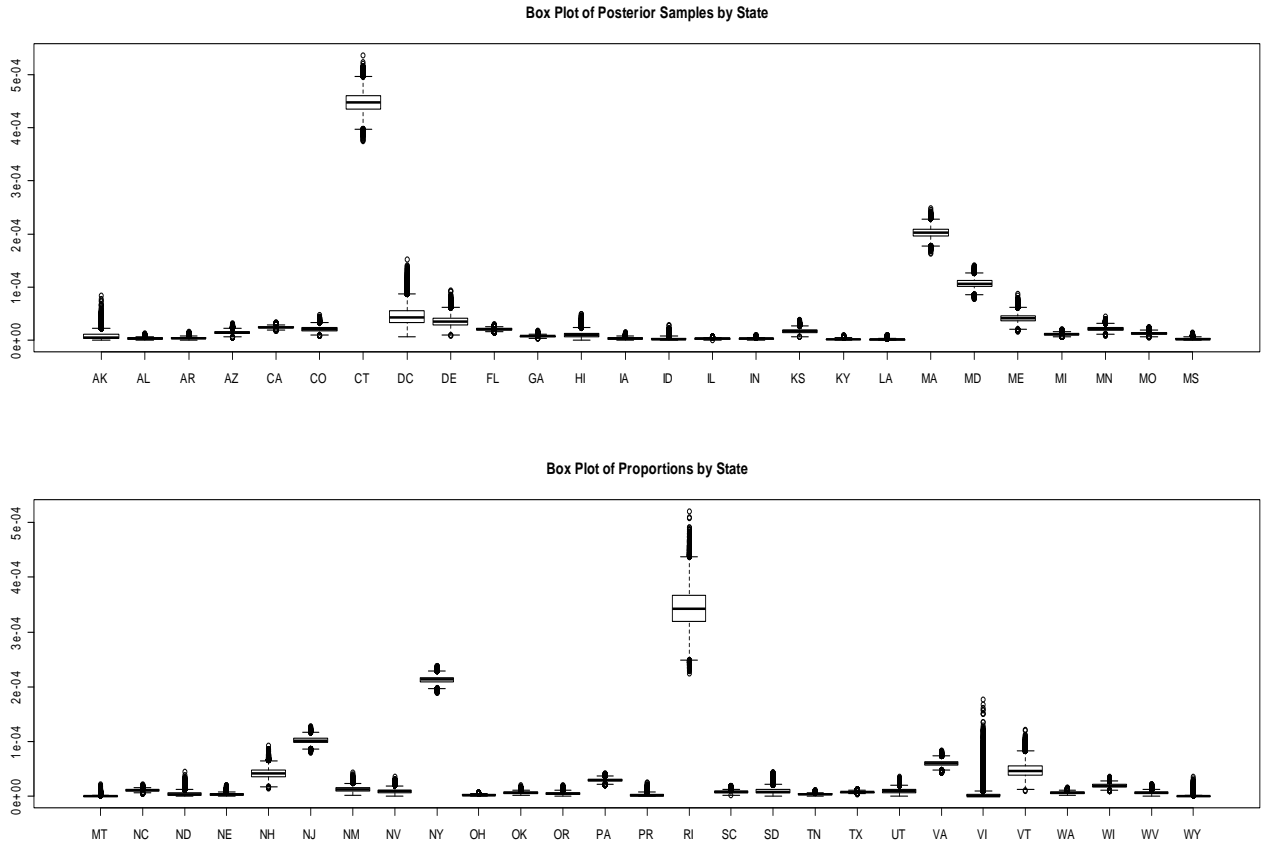 Box Plot of Posterior Samples by State
5e-04
4e-04
3e-04
2e-04
1e-04
0e+00
AK AL AR AZ CA CO CT DC DE FL GA HI IA ID IL IN KS KY LA MA MD ME MI MN MO MS
Box Plot of Proportions by State
5e-04
4e-04
3e-04
2e-04
1e-04
0e+00
MT NC ND NE NH NJ NM NV NY OH OK OR PA PR RI SC SD TN TX UT VA VI VT WA WI WV WY